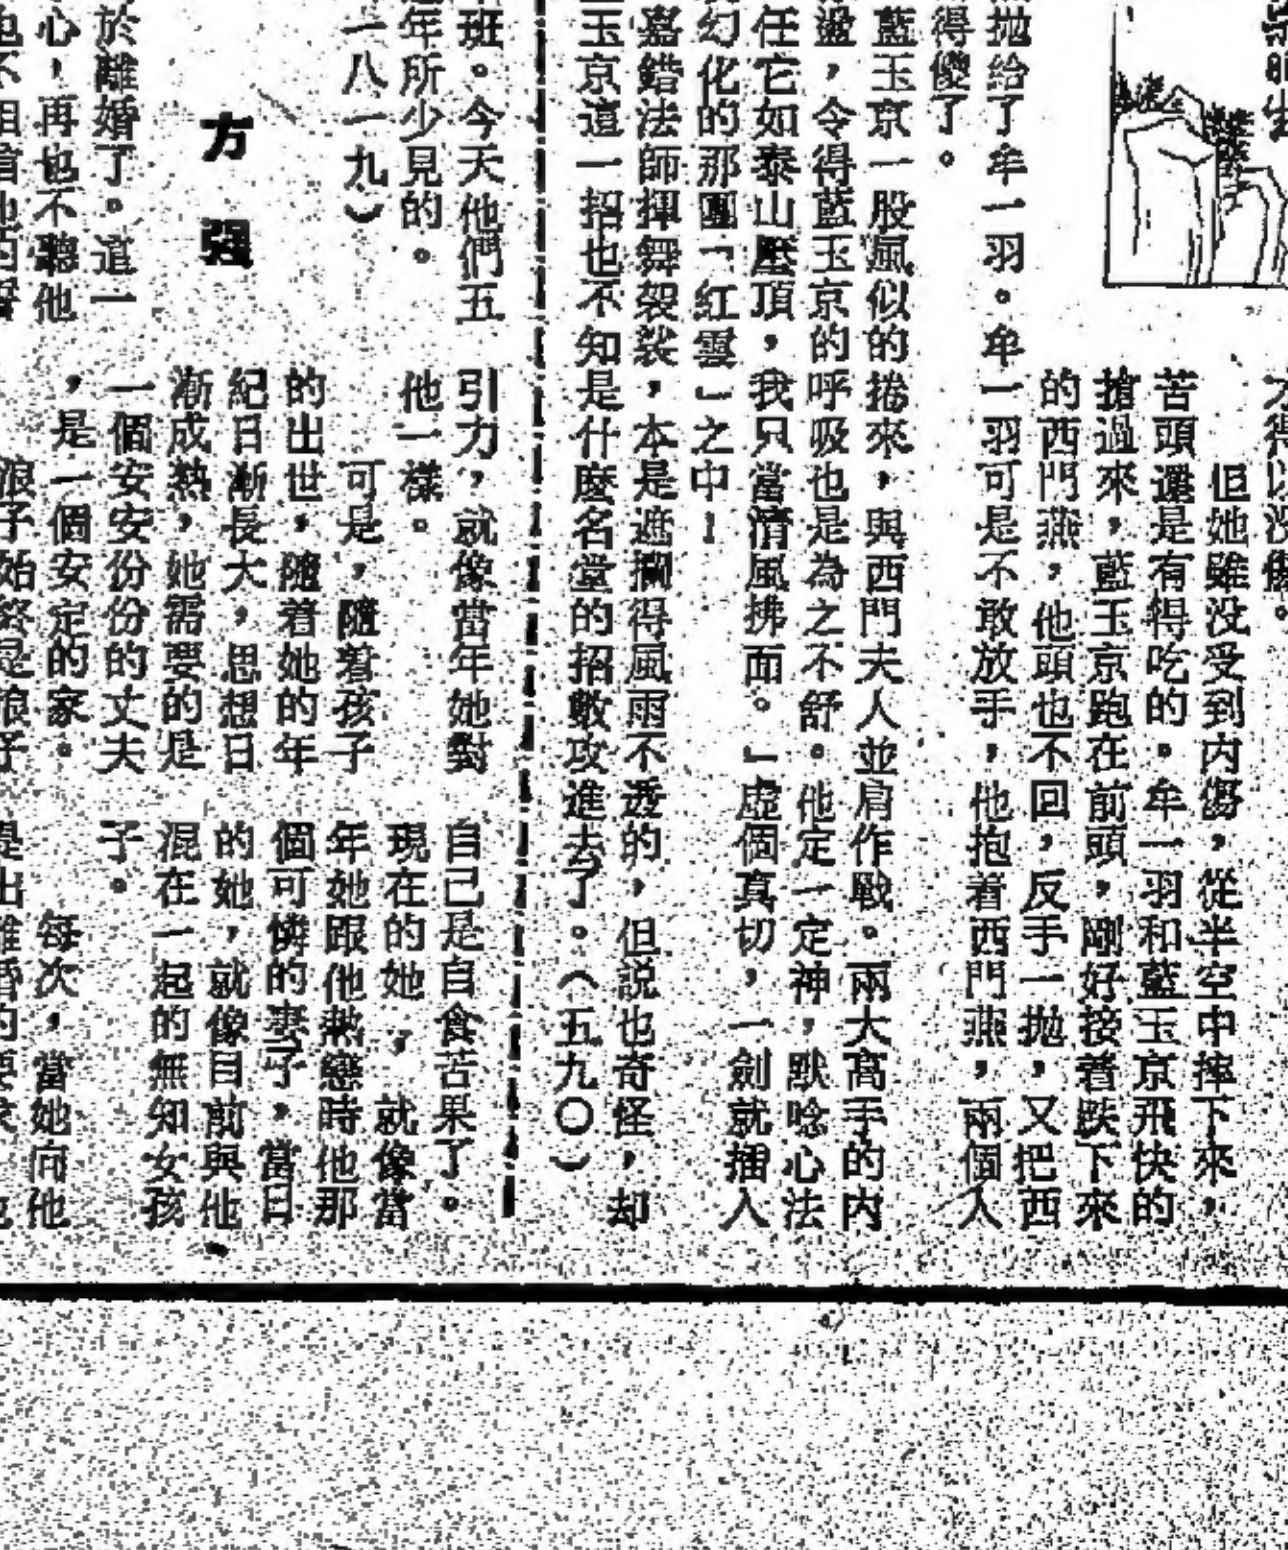 但她雖没受到内傷，從半空中摔下來，
苦頭還是有得吃的。牟一羽和藍玉京飛快的
搶過來，藍玉京跑在前頭，剛好接着跌下來
的西門燕，他頭也不回，反手一抛，又把西
抛給了牟一羽。牟一羽可是不敢放手，他抱着西門燕，兩個人
得傻了。
藍玉京一股風似的捲來，與西門夫人並肩作戰。兩大高手的内
盪，令得藍玉京的呼吸也是為之不舒。他定一定神，默唸心法
任它如泰山壓頂，我只當清風拂面。」虛個真切，一劍就插入
幻化的那團「紅雲」之中！
嘉錯法師揮舞袈裟，本是遮攔得風雨不透的，但説也奇怪，却
玉京這一招也不知是什麽名堂的招數攻進去了。（五九〇）
班。今天他們五
年所少見的。
一八一九）
方強
於離婚了。這一
心，再也不聽他
引力，就像當年她對
他一樣。
可是，隨着孩子
的出世，隨着她的年
紀日漸長大，思想日
漸成熟，她需要的是
一個安安份份的丈夫
，是一個安定的家。
浪子始終是浪子
自己是自食苦果了。
現在的她，就像當
年她跟他熱戀時他那
個可憐的妻子，當日
的她，就像目前與他
混在一起的無知女孩
子。
每次，當她向他